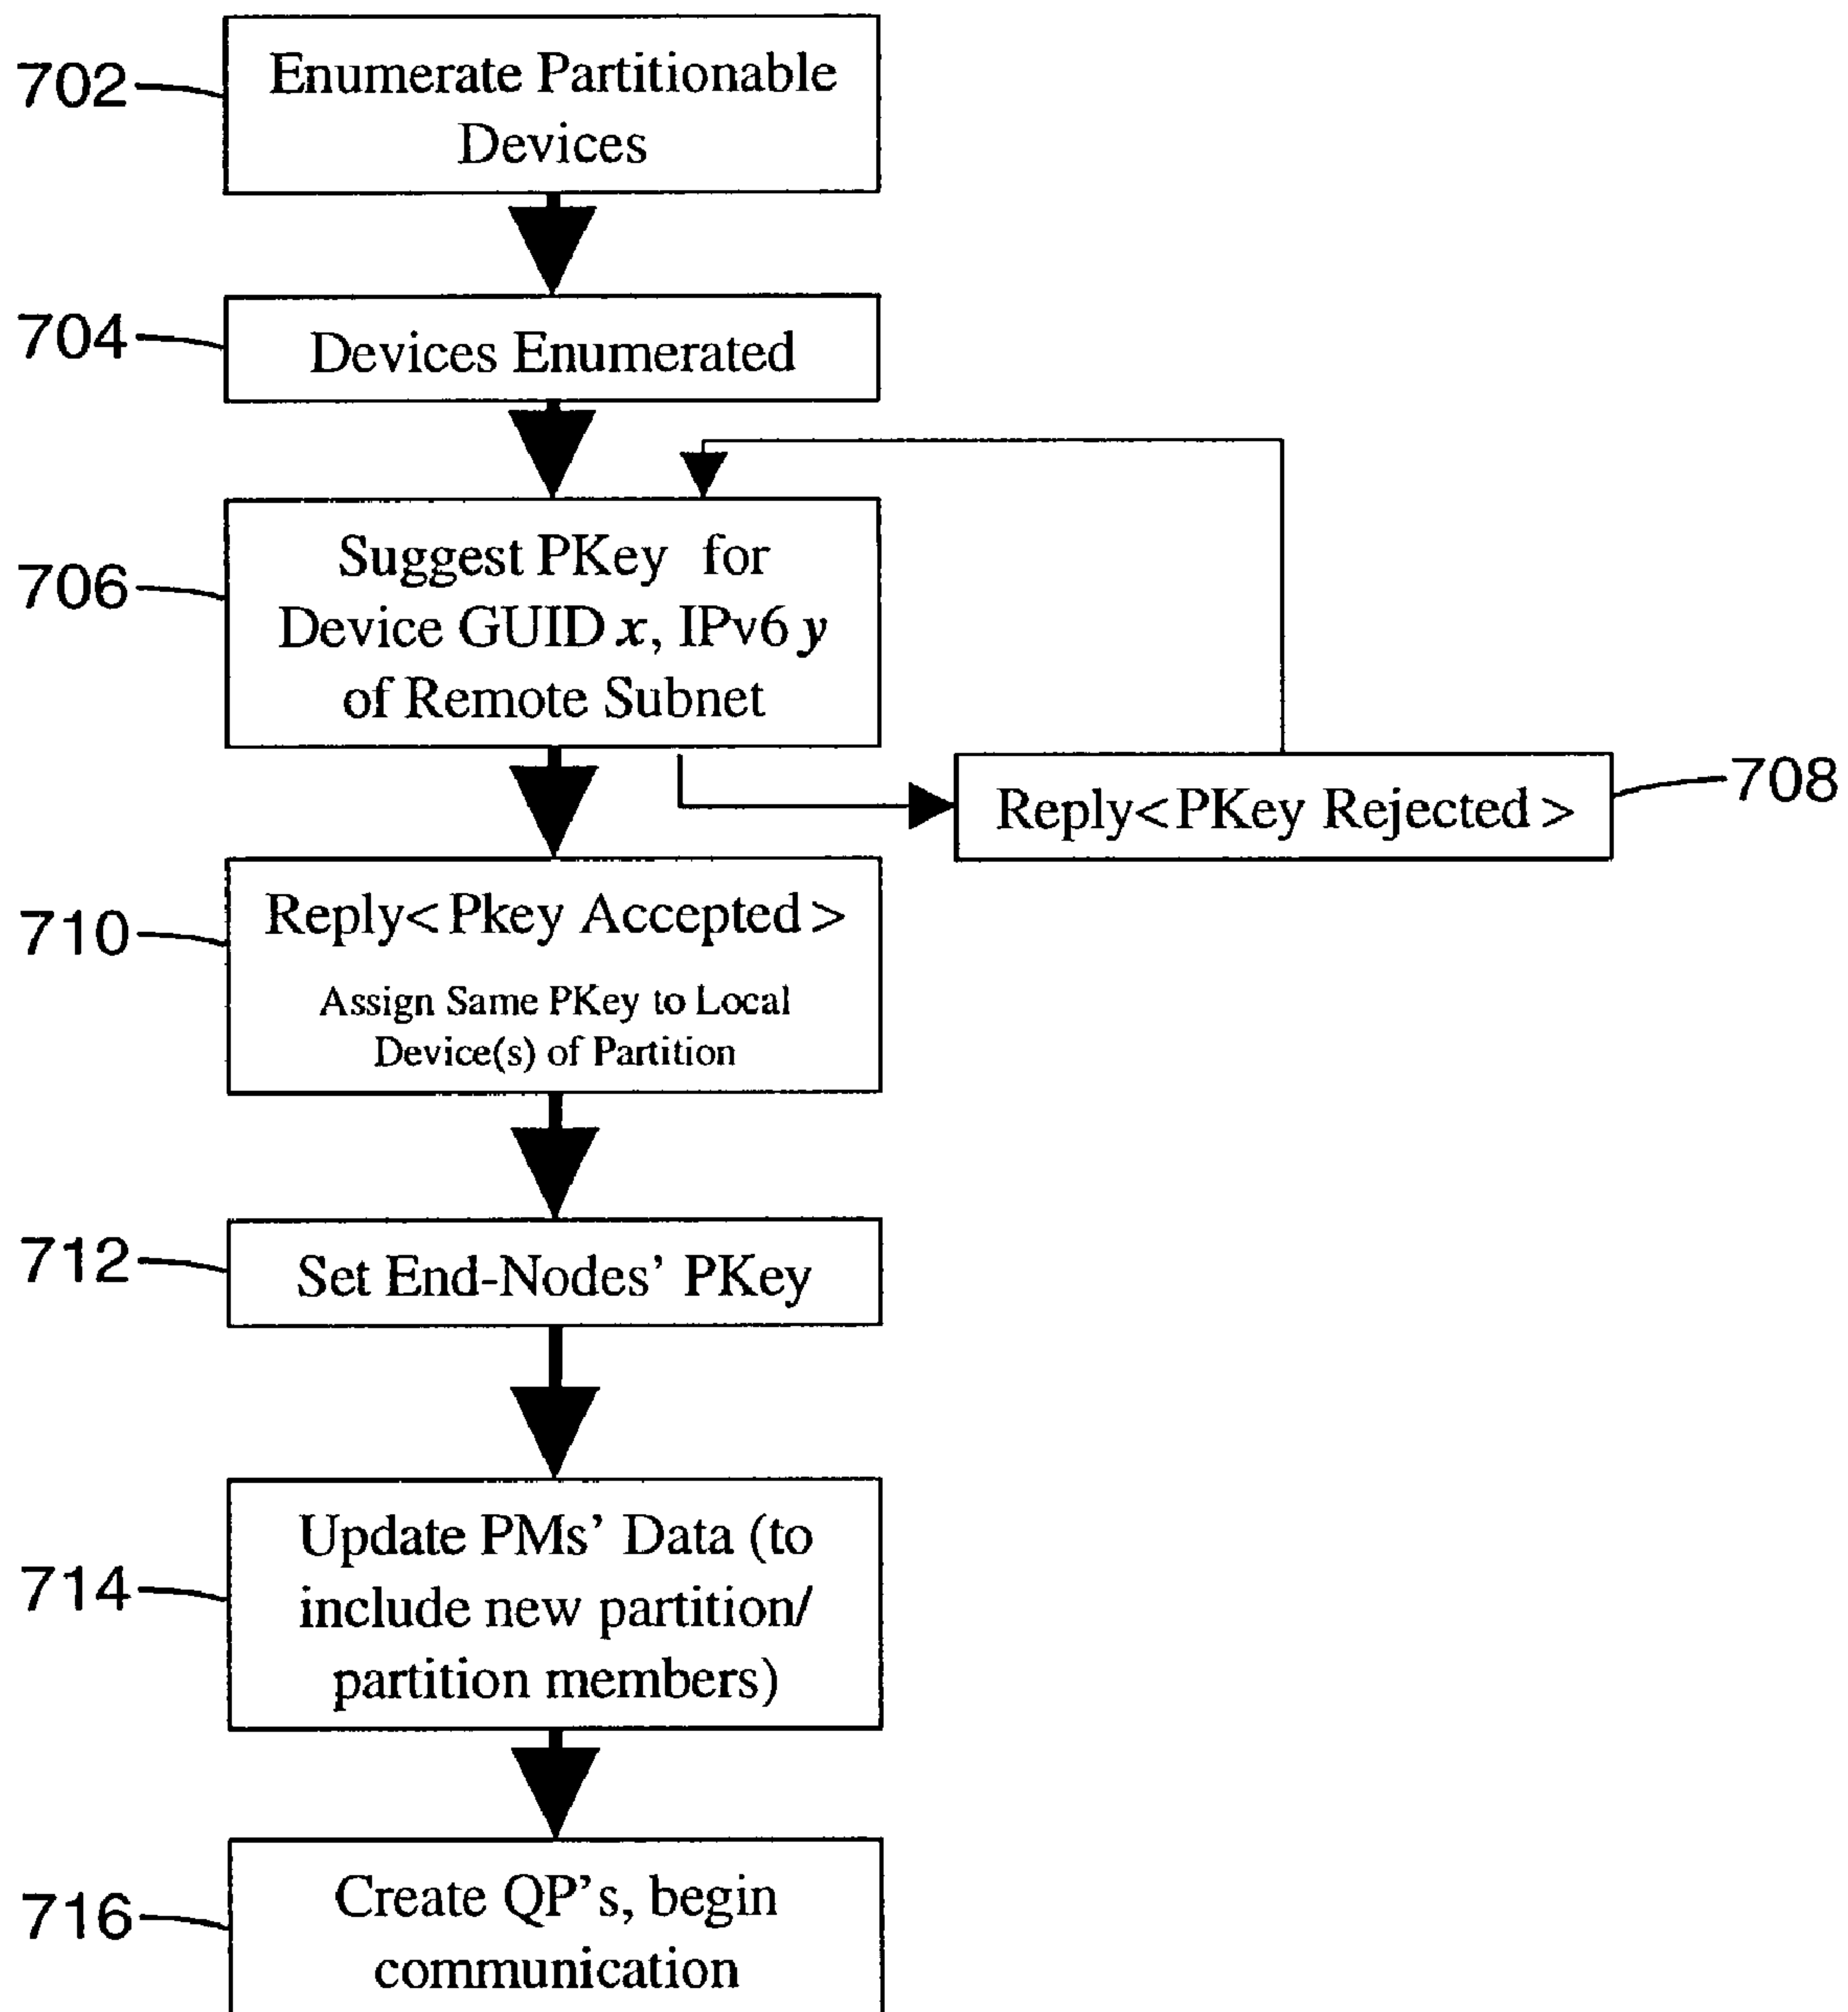 702
Enumerate Partitionable
Devices
704
Devices Enumerated
706
Suggest PKey for
Device GUID x, IPv6 y
of Remote Subnet
Reply<PKey Rejected>
708
710
Reply<Pkey Accepted>
Assign Same PKey to Local
Device(s) of Partition
712
Set End-Nodes' PKey
714
Update PMs' Data (to
include new partition/
partition members)
716
Create QP's, begin
communication